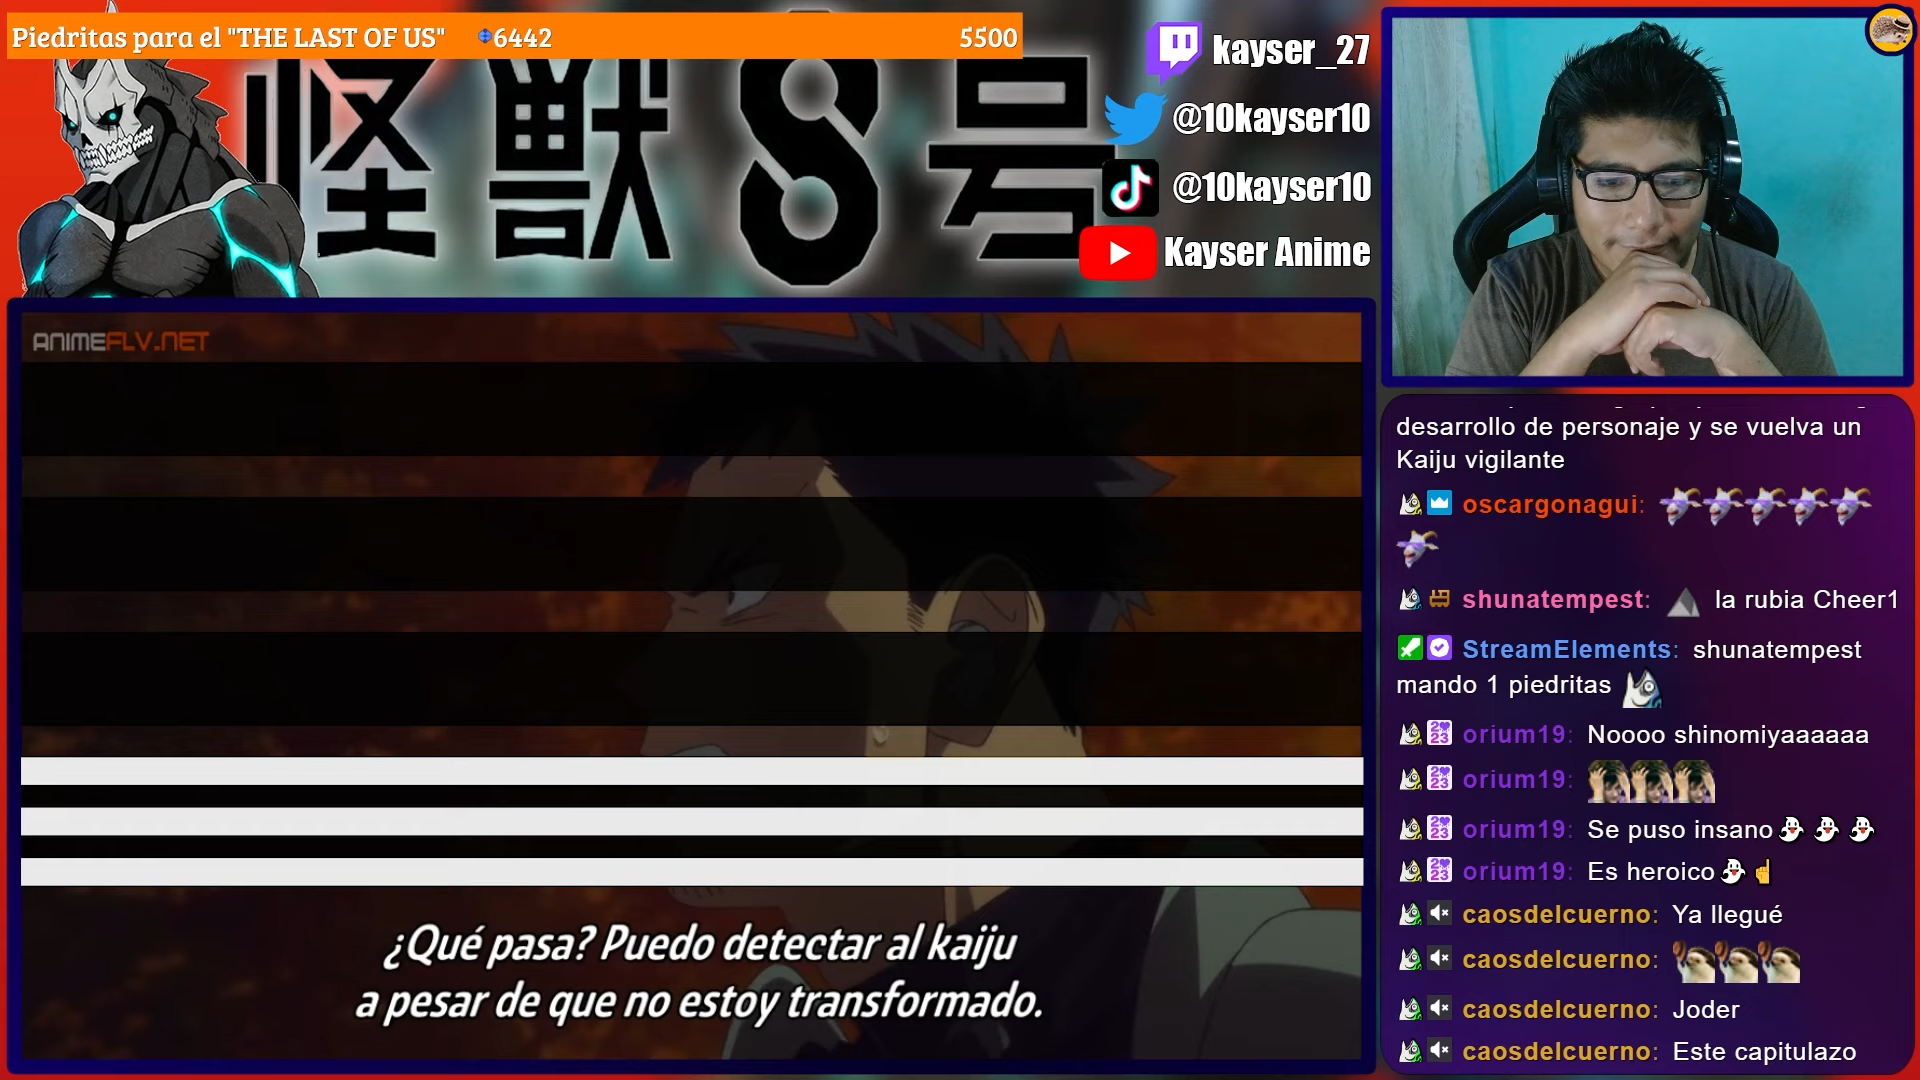 Piedritas para el "THE LAST OF US" 6442 5500
怪獣8号
kayser_27
@10kayser10
@10kayser10
Kayser Anime
ANIMEFLV.NET
¿Qué pasa? Puedo detectar al kaiju
a pesar de que no estoy transformado.
desarrollo de personaje y se vuelva un
Kaiju vigilante
oscargonagui:
shunatempest: la rubia Cheer1
StreamElements: shunatempest
mando 1 piedritas
orium19: Noooo shinomiyaaaaaa
orium19:
orium19: Se puso insano👻 👻 👻
orium19: Es heroico👻☝
caosdelcuerno: Ya llegué
caosdelcuerno:
caosdelcuerno: Joder
caosdelcuerno: Este capitulazo